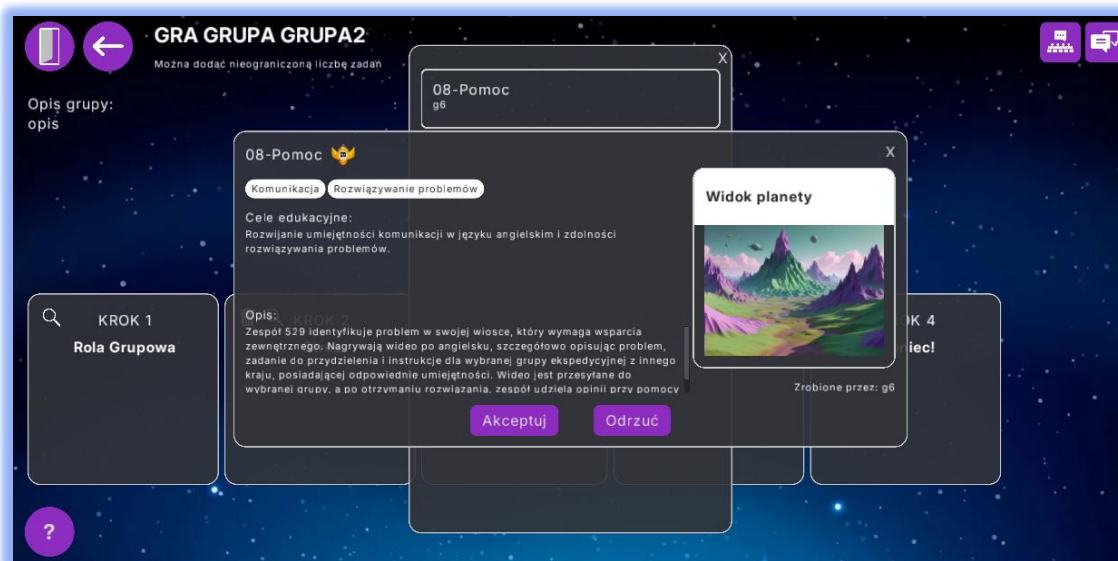 GRA GRUPA GRUPA2
Można dodać nieograniczoną liczbę zadań
Opis grupy:
opis
X
08-Pomoc
g6
08-Pomoc
X
Komunikacja
Rozwiązywanie problemów
Cele edukacyjne:
Rozwijanie umiejętności komunikacji w języku angielskim i zdolności
rozwiązywania problemów.
Widok planety
Opis:
Zespół 529 identyfikuje problem w swojej wiosce, który wymaga wsparcia
zewnętrznego. Nagrywają wideo po angielsku, szczegółowo opisując problem,
zadanie do przydzielenia i instrukcje dla wybranej grupy ekspedycyjnej z innego
kraju, posiadającej odpowiednie umiejętności. Wideo jest przesyłane do
wybranej grupy, a po otrzymaniu rozwiązania, zespół udziela opinii przy pomocy
Zrobione przez: g6
Akceptuj
Odrzuć
KROK 1
Rola Grupowa
KROK 2
OK 4
iec!
?